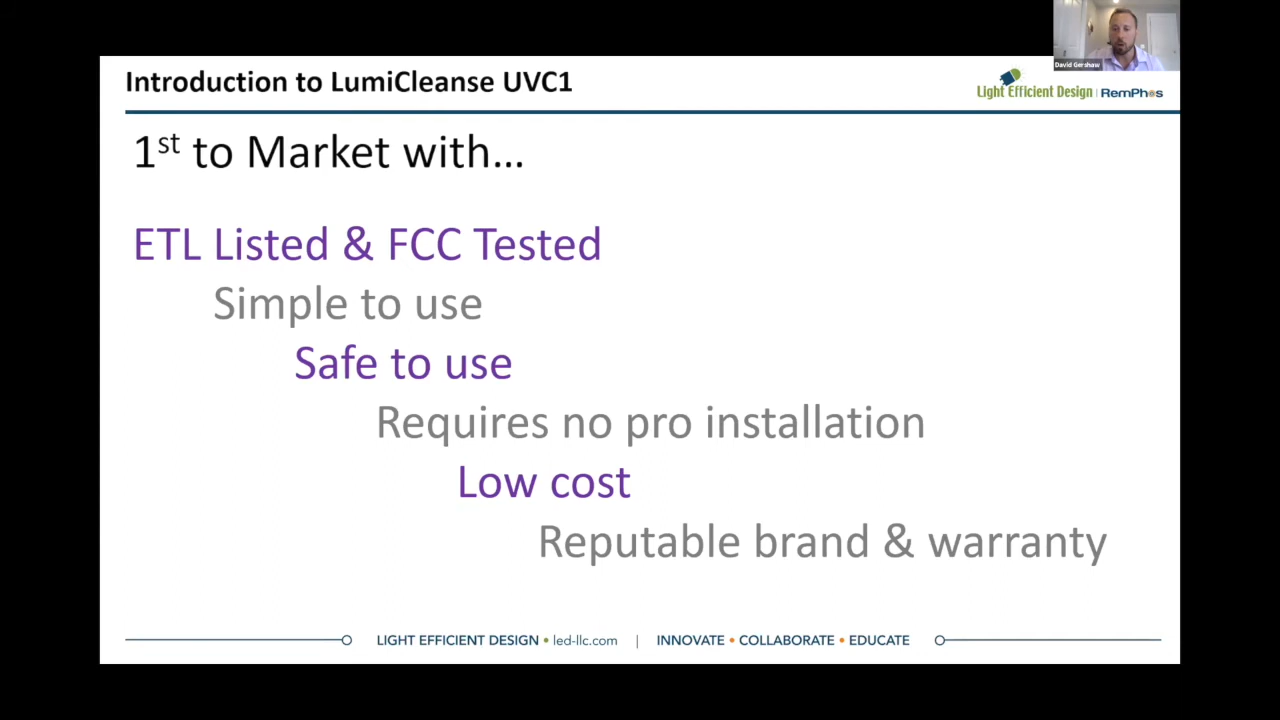 David Gershaw
Introduction to LumiCleanse UVC1
Light Efficient Design | RemPhos
1st to Market with...
ETL Listed & FCC Tested
Simple to use
Safe to use
Requires no pro installation
Low cost
Reputable brand & warranty
LIGHT EFFICIENT DESIGN • led-llc.com | INNOVATE • COLLABORATE • EDUCATE